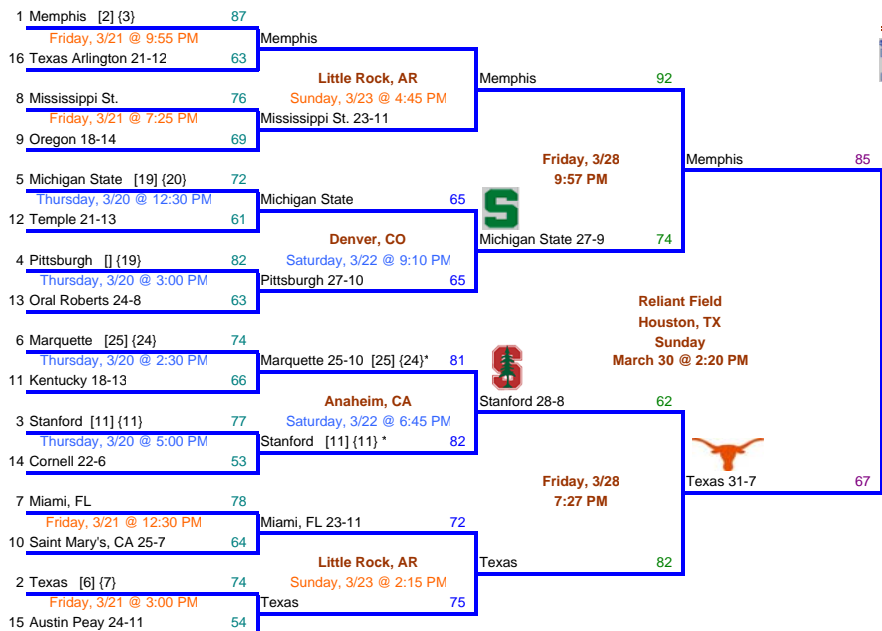 1 Memphis [2] {3} 87
Friday, 3/21 @ 9:55 PM
Memphis
16 Texas Arlington 21-12 63
Little Rock, AR
Sunday, 3/23 @ 4:45 PM
Memphis 92
8 Mississippi St. 76
Friday, 3/21 @ 7:25 PM
Mississippi St. 23-11
9 Oregon 18-14 69
Friday, 3/28
9:57 PM
Memphis 85
5 Michigan State [19] {20} 72
Thursday, 3/20 @ 12:30 PM
Michigan State 65
12 Temple 21-13 61
S
Denver, CO
Saturday, 3/22 @ 9:10 PM
Michigan State 27-9 74
4 Pittsburgh [] {19} 82
Thursday, 3/20 @ 3:00 PM
Pittsburgh 27-10 65
13 Oral Roberts 24-8 63
Reliant Field
Houston, TX
Sunday
March 30 @ 2:20 PM
6 Marquette [25] {24} 74
Thursday, 3/20 @ 2:30 PM
Marquette 25-10 [25] {24}* 81
11 Kentucky 18-13 66
S
Anaheim, CA
Saturday, 3/22 @ 6:45 PM
Stanford 28-8 62
3 Stanford [11] {11} 77
Thursday, 3/20 @ 5:00 PM
Stanford [11] {11} * 82
14 Cornell 22-6 53
Friday, 3/28
7:27 PM
Texas 31-7 67
7 Miami, FL 78
Friday, 3/21 @ 12:30 PM
Miami, FL 23-11 72
10 Saint Mary's, CA 25-7 64
Little Rock, AR
Sunday, 3/23 @ 2:15 PM
Texas 82
2 Texas [6] {7} 74
Friday, 3/21 @ 3:00 PM
Texas 75
15 Austin Peay 24-11 54